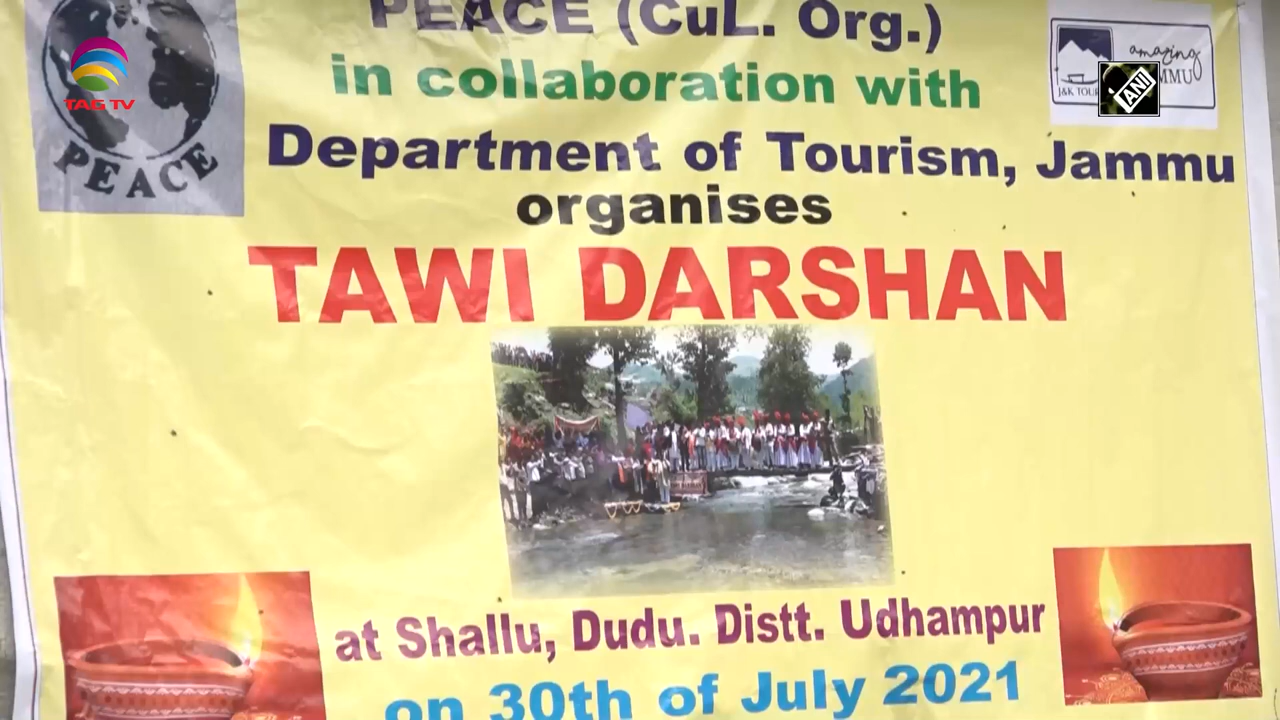 PEACE (CuL. Org.)
in collaboration with
Department of Tourism, Jammu
organises
TAWI DARSHAN
at Shallu, Dudu. Distt. Udhampur
on 30th of July 2021
PEACE
TAG TV
amazing
J&K
ANI